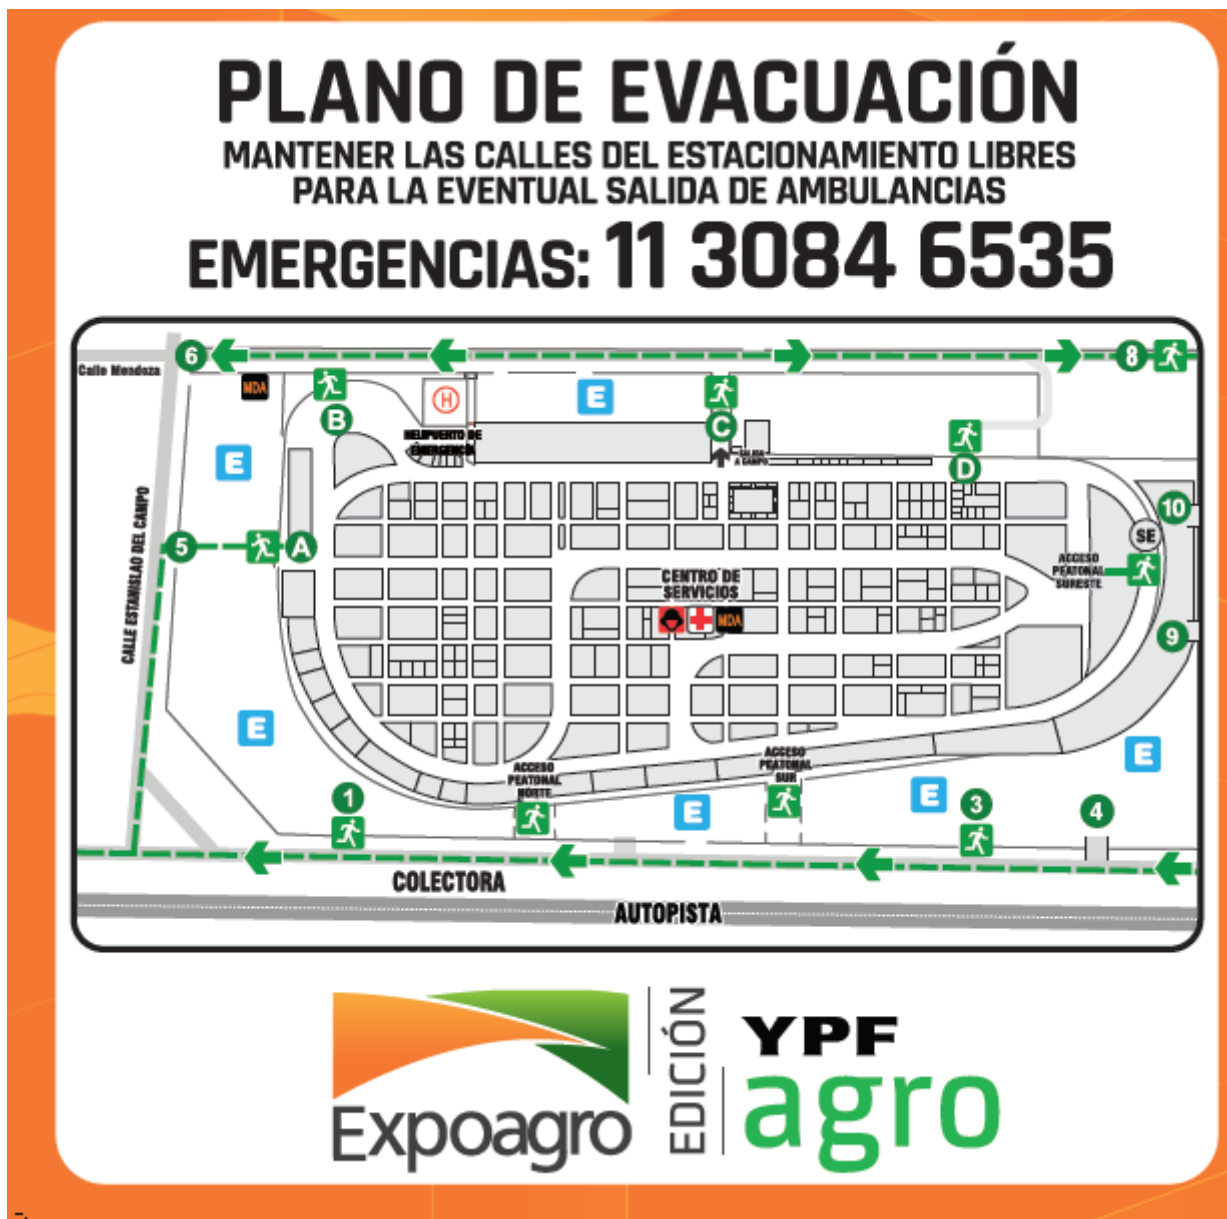 PLANO DE EVACUACIÓN
MANTENER LAS CALLES DEL ESTACIONAMIENTO LIBRES
PARA LA EVENTUAL SALIDA DE AMBULANCIAS
EMERGENCIAS: 11 3084 6535
6
8
Calle Mendoza
MDA
B
H
E
C
HELIPUERTO DE
EMERGENCIA
SALIDA
A CAMPO
D
E
10
CALLE ESTANISLAO DEL CAMPO
5
A
SE
ACCESO
PEATONAL
SURESTE
CENTRO DE
SERVICIOS
MDA
9
E
E
ACCESO
PEATONAL
NORTE
ACCESO
PEATONAL
SUR
1
E
E
3
4
COLECTORA
AUTOPISTA
Expoagro
EDICIÓN
YPF
agro